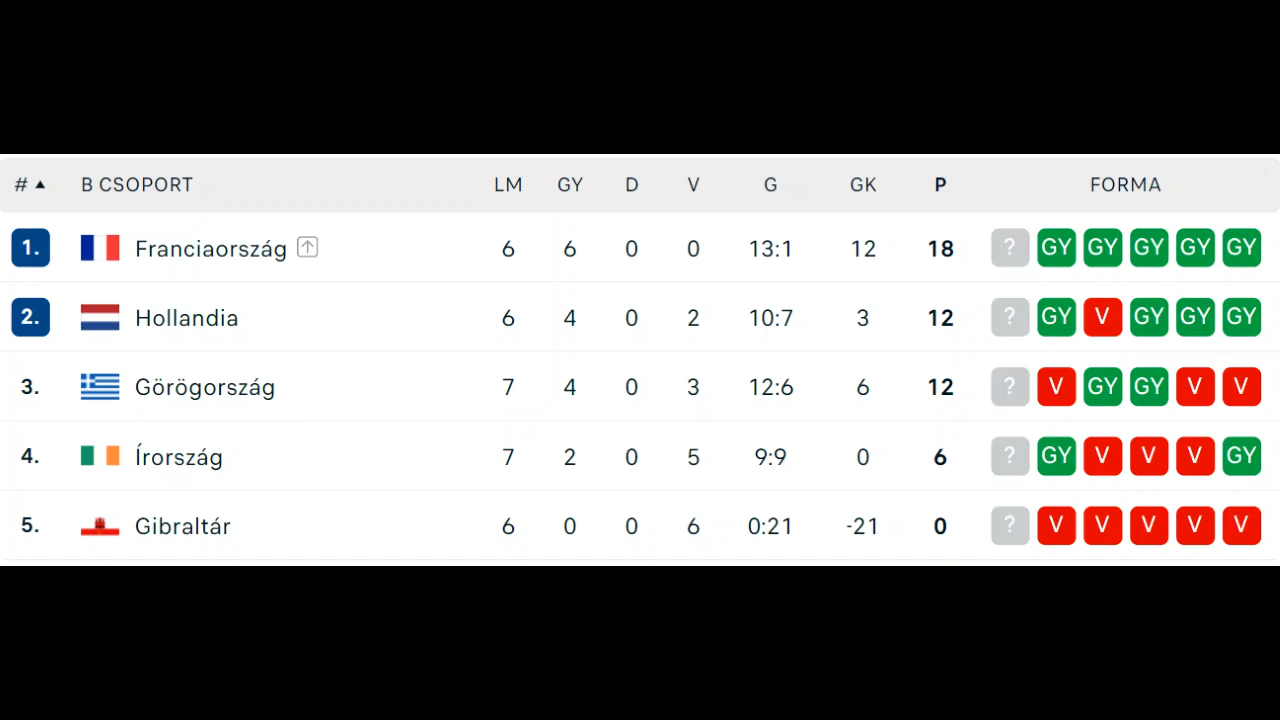 # ▲ B CSOPORT LM GY D V G GK P FORMA
1. Franciaország 6 6 0 0 13:1 12 18 ? GY GY GY GY GY
2. Hollandia 6 4 0 2 10:7 3 12 ? GY V GY GY GY
3. Görögország 7 4 0 3 12:6 6 12 ? V GY GY V V
4. Írország 7 2 0 5 9:9 0 6 ? GY V V V GY
5. Gibraltár 6 0 0 6 0:21 -21 0 ? V V V V V